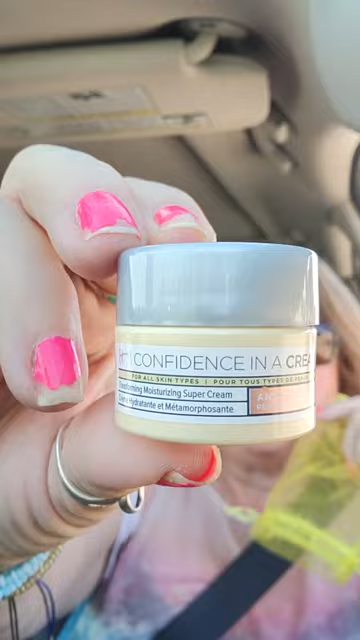 CONFIDENCE IN A CREA
FOR ALL SKIN TYPES | POUR TOUS TYPES DE
Transforming Moisturizing Super Cream
Crème Hydratante et Métamorphosante